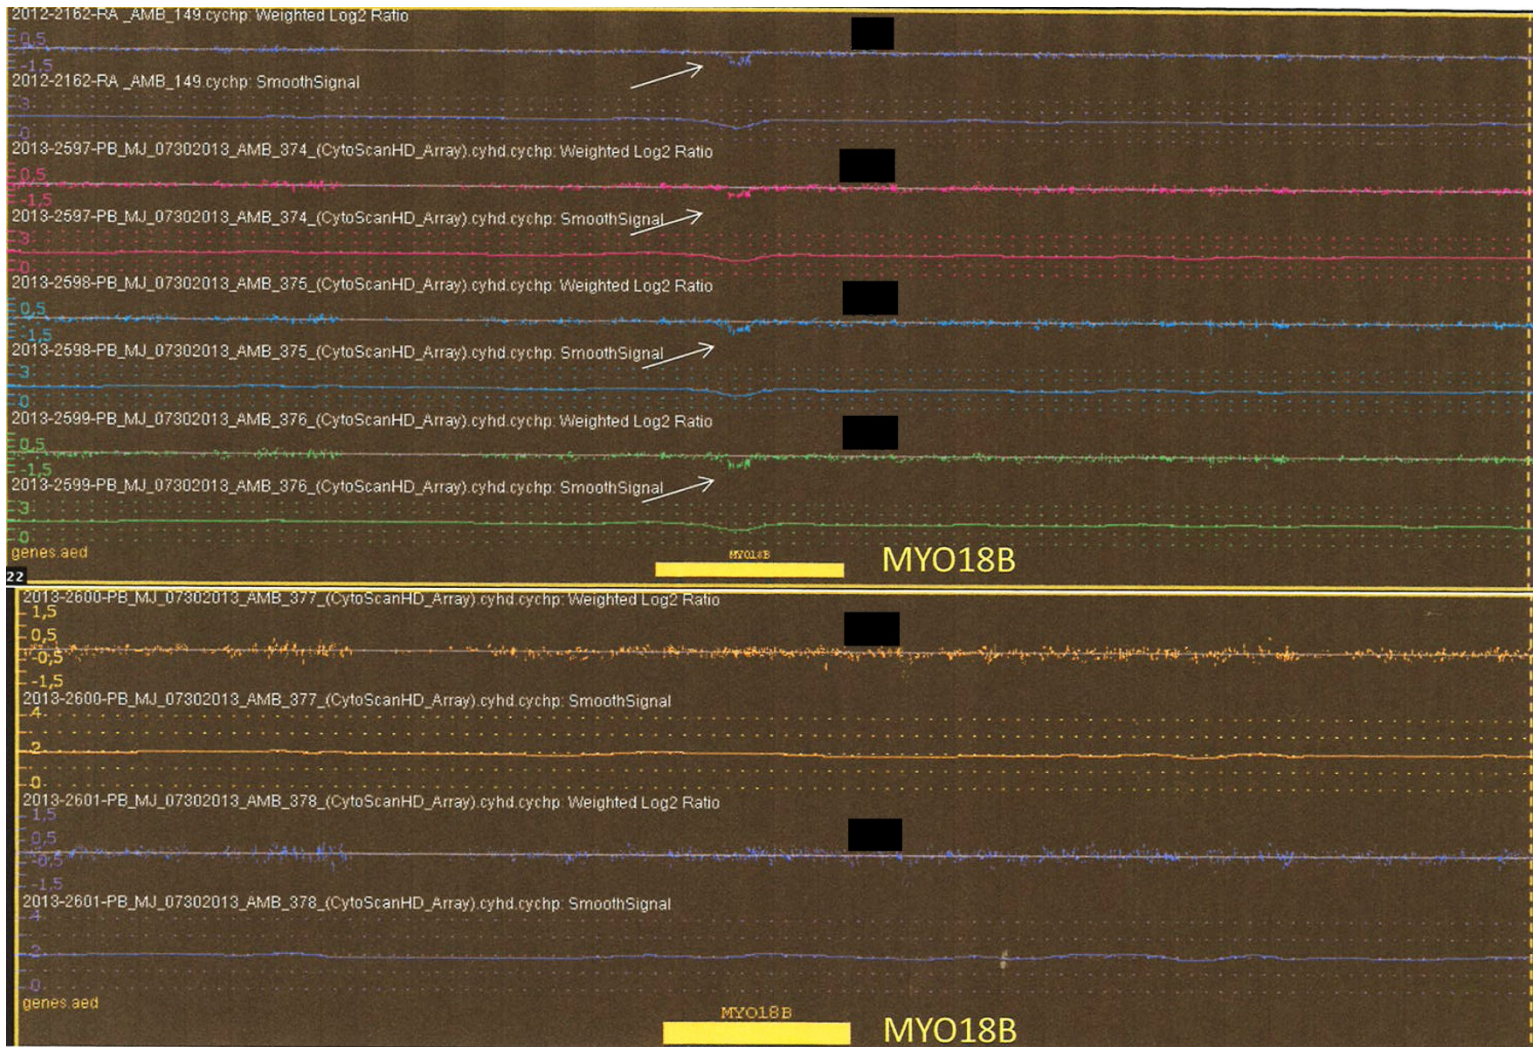 2012-2162-RA _AMB_149.cychp: Weighted Log2 Ratio
0,5
-1,5
2012-2162-RA _AMB_149.cychp: SmoothSignal
3
0
2013-2597-PB_MJ_07302013_AMB_374_(CytoScanHD_Array).cyhd.cychp: Weighted Log2 Ratio
0,5
-1,5
2013-2597-PB_MJ_07302013_AMB_374_(CytoScanHD_Array).cyhd.cychp: SmoothSignal
3
0
2013-2598-PB_MJ_07302013_AMB_375_(CytoScanHD_Array).cyhd.cychp: Weighted Log2 Ratio
0,5
-1,5
2013-2598-PB_MJ_07302013_AMB_375_(CytoScanHD_Array).cyhd.cychp: SmoothSignal
3
0
2013-2599-PB_MJ_07302013_AMB_376_(CytoScanHD_Array).cyhd.cychp: Weighted Log2 Ratio
0,5
-1,5
2013-2599-PB_MJ_07302013_AMB_376_(CytoScanHD_Array).cyhd.cychp: SmoothSignal
3
0
genes.aed
MYO18B
MYO18B
22
2013-2600-PB_MJ_07302013_AMB_377_(CytoScanHD_Array).cyhd.cychp: Weighted Log2 Ratio
1,5
0,5
-0,5
-1,5
2013-2600-PB_MJ_07302013_AMB_377_(CytoScanHD_Array).cyhd.cychp: SmoothSignal
4
2
0
2013-2601-PB_MJ_07302013_AMB_378_(CytoScanHD_Array).cyhd.cychp: Weighted Log2 Ratio
1,5
0,5
-0,5
-1,5
2013-2601-PB_MJ_07302013_AMB_378_(CytoScanHD_Array).cyhd.cychp: SmoothSignal
4
2
0
genes.aed
MYO18B
MYO18B